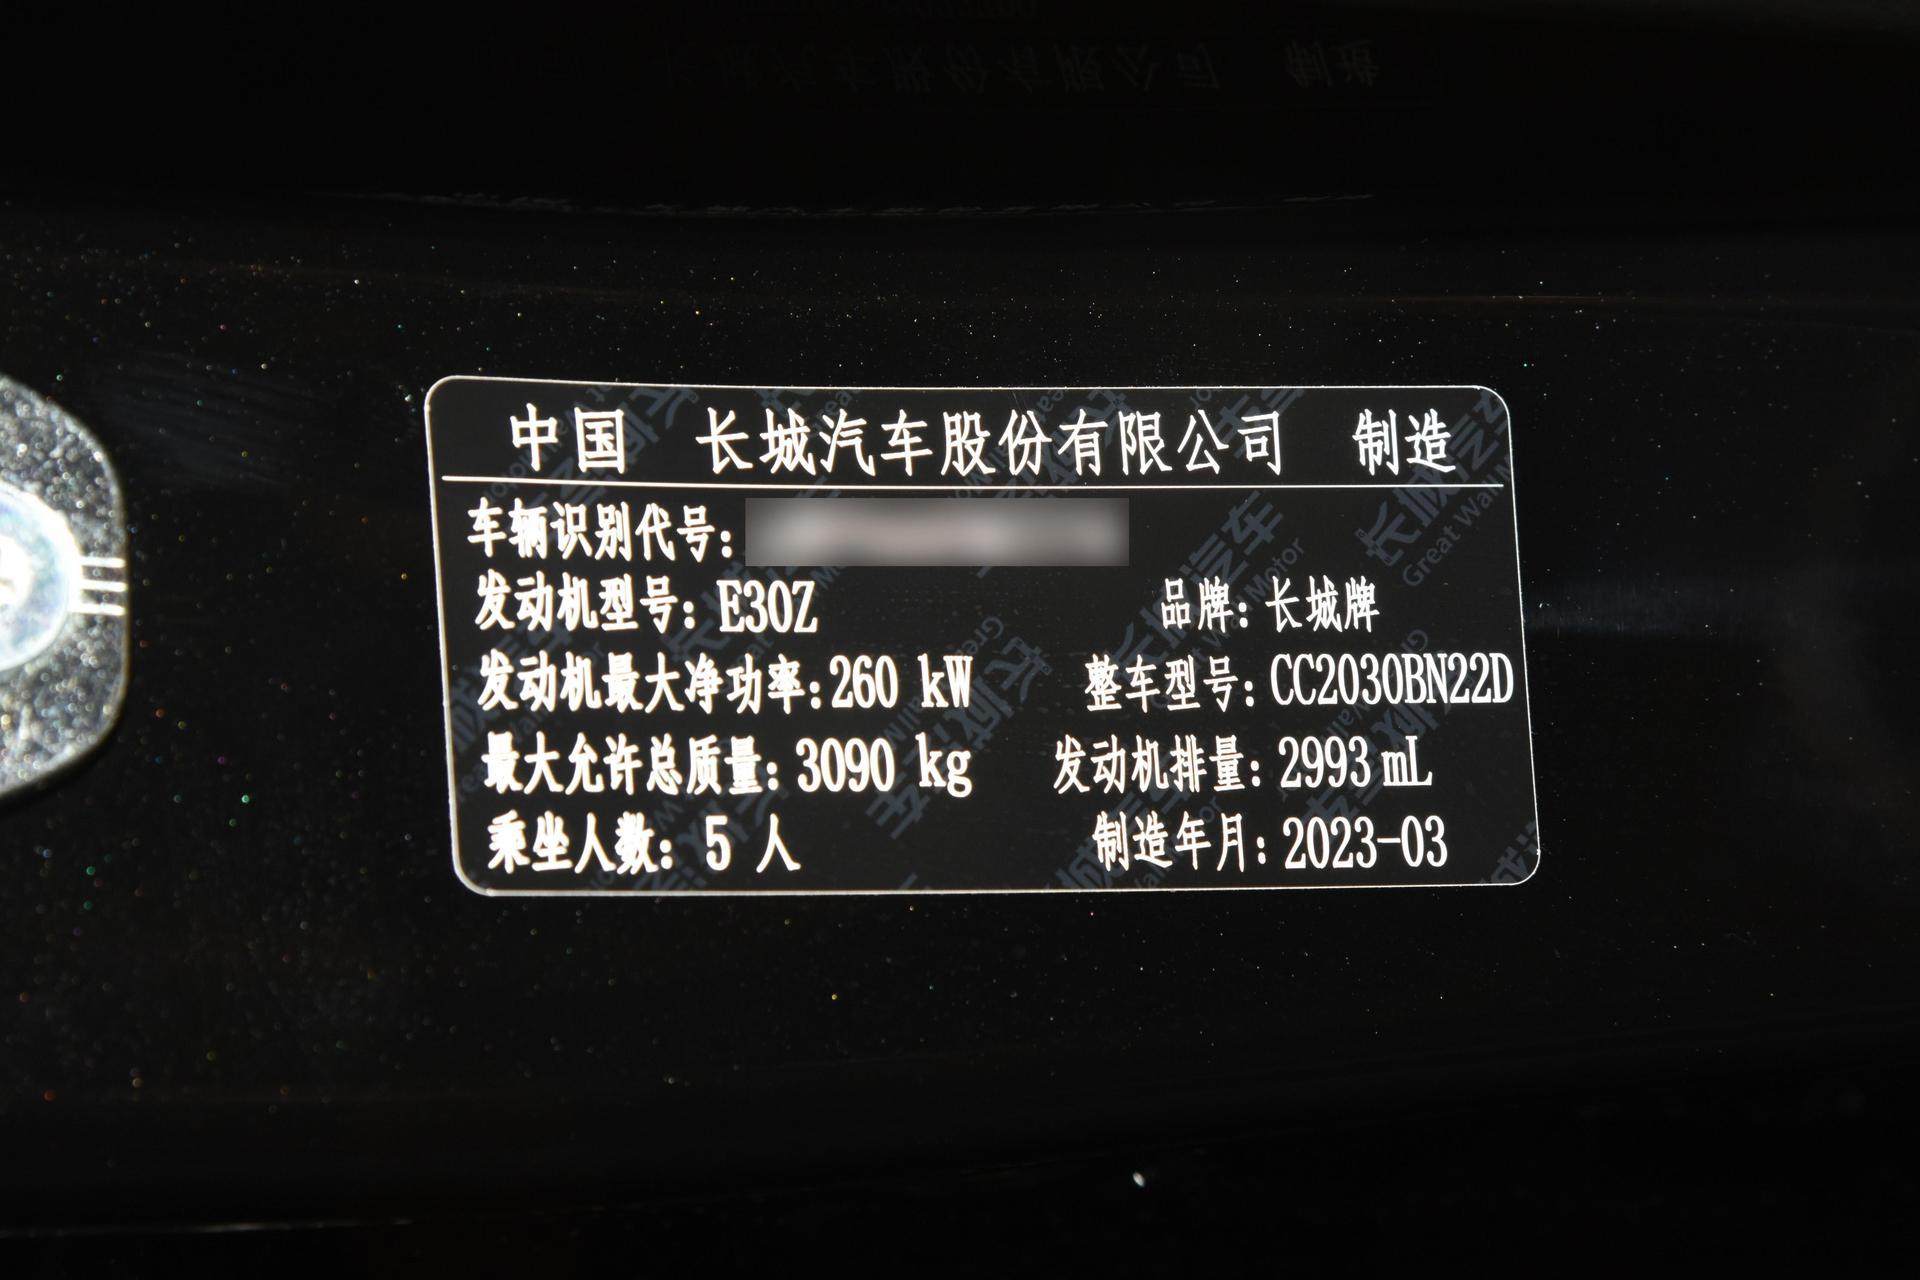 中国 长城汽车股份有限公司 制造
车辆识别代号:
发动机型号: E30Z 品牌: 长城牌
发动机最大净功率: 260 kW 整车型号: CC2030BN22D
最大允许总质量: 3090 kg 发动机排量: 2993 mL
乘坐人数: 5 人 制造年月: 2023-03